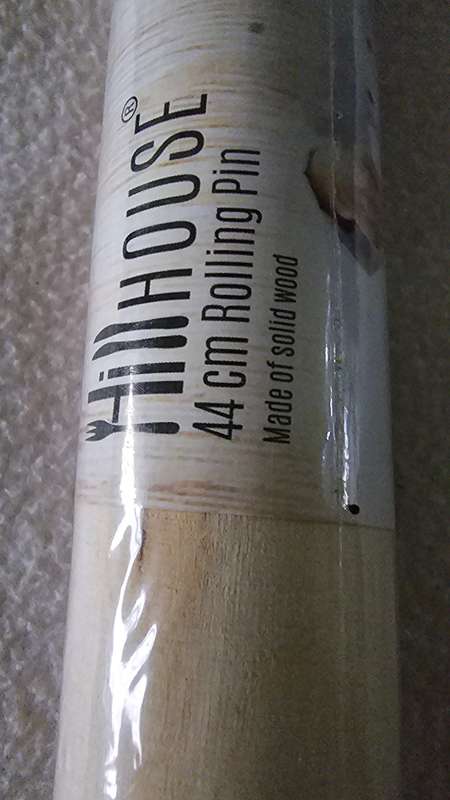 HillHOUSE®
44 cm Rolling Pin
Made of solid wood